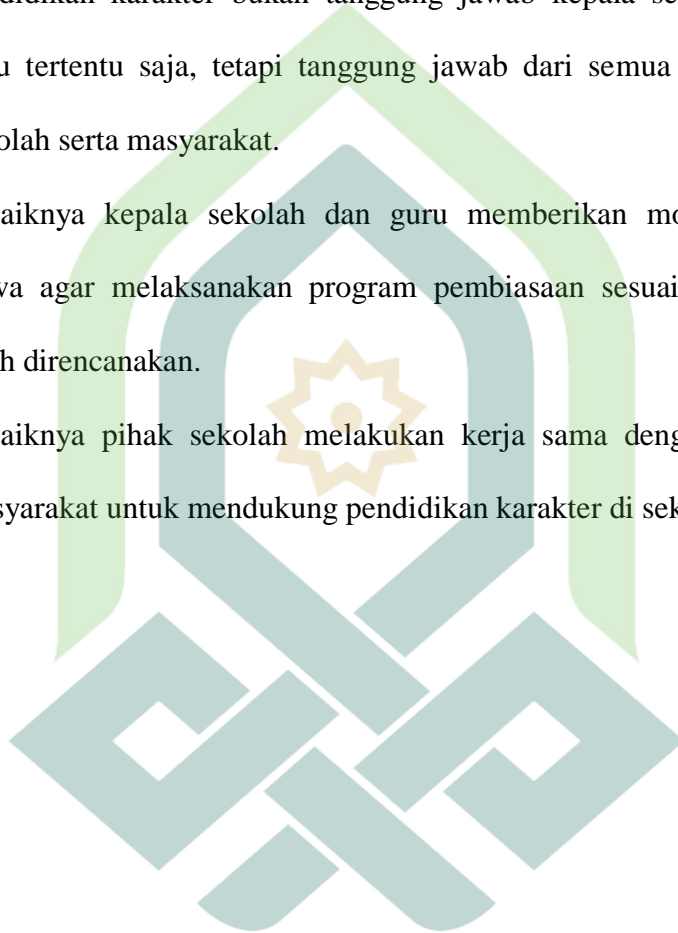 didikan karakter bukan tanggung jawab kepala se
u tertentu saja, tetapi tanggung jawab dari semua
olah serta masyarakat.
aiknya kepala sekolah dan guru memberikan mo
va agar melaksanakan program pembiasaan sesuai
h direncanakan.
aiknya pihak sekolah melakukan kerja sama deng
syarakat untuk mendukung pendidikan karakter di sek